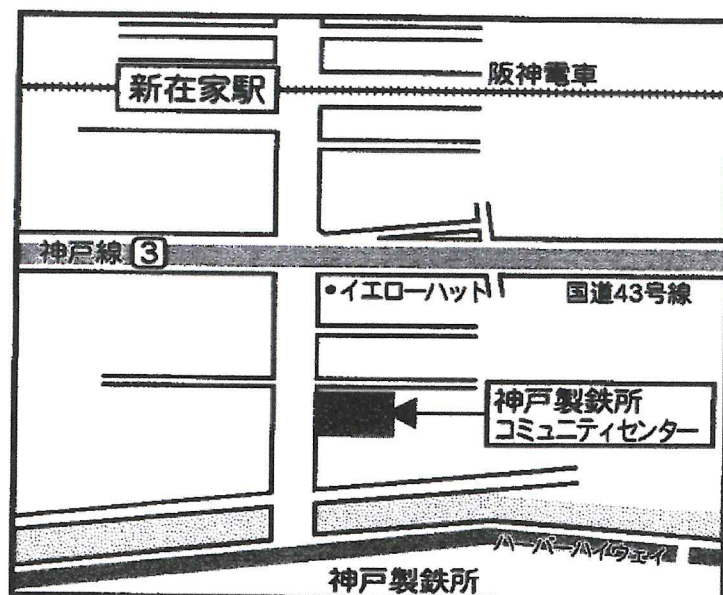 阪神電車
新在家駅
神戸線 3
•イエローハット
国道43号線
神戸製鉄所
コミュニティセンター
ハーバーハイウェイ
神戸製鉄所